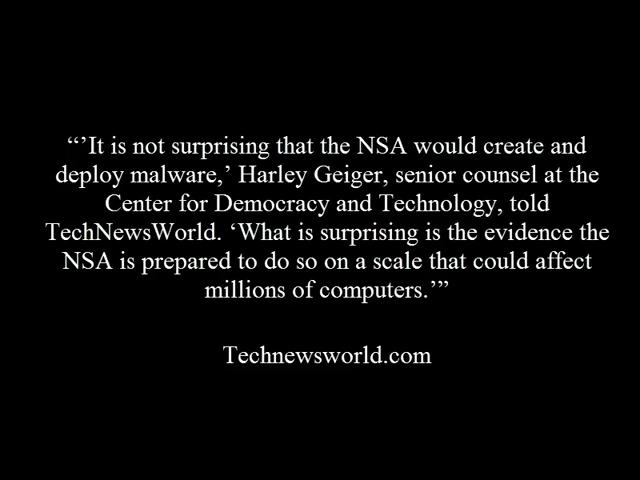 “’It is not surprising that the NSA would create and
deploy malware,’ Harley Geiger, senior counsel at the
Center for Democracy and Technology, told
TechNewsWorld. ‘What is surprising is the evidence the
NSA is prepared to do so on a scale that could affect
millions of computers.’”
Technewsworld.com